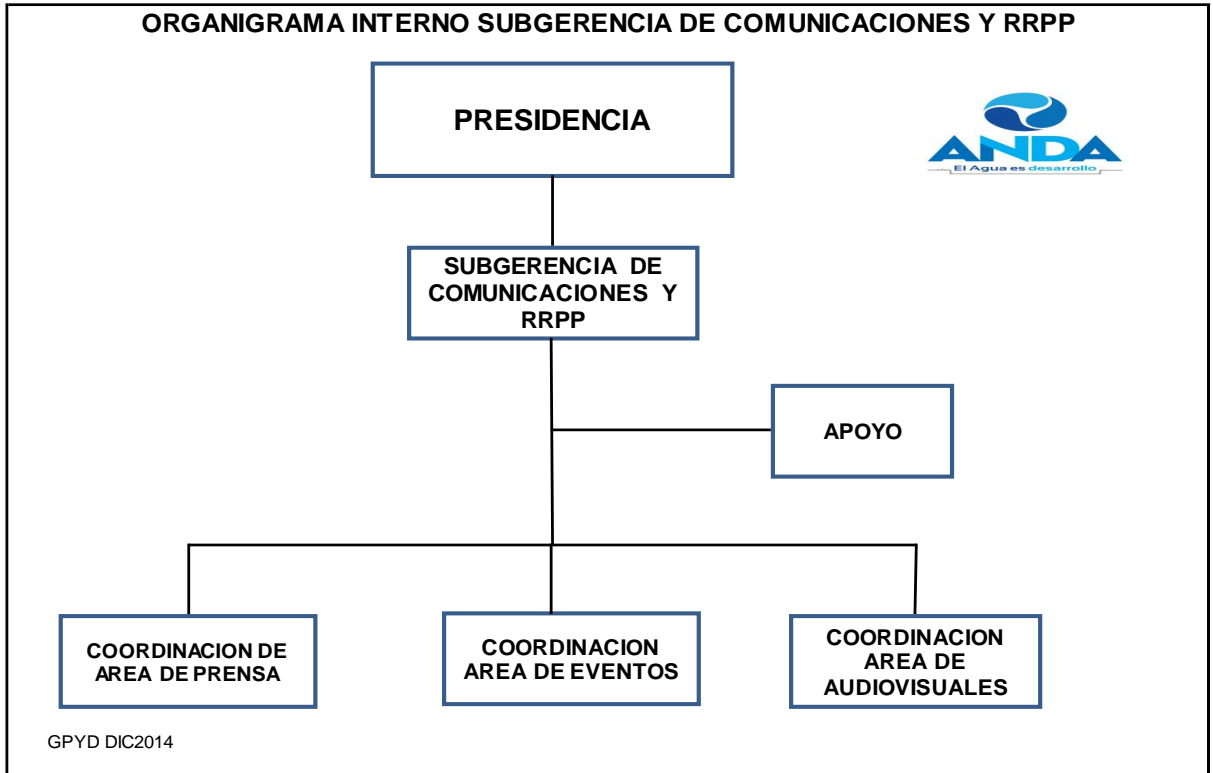 ORGANIGRAMA INTERNO SUBGERENCIA DE COMUNICACIONES Y RRPP
PRESIDENCIA
ANDA
El Agua es desarrollo
SUBGERENCIA DE
COMUNICACIONES Y
RRPP
APOYO
COORDINACION DE
AREA DE PRENSA
COORDINACION
AREA DE EVENTOS
COORDINACION
AREA DE
AUDIOVISUALES
GPYD DIC2014